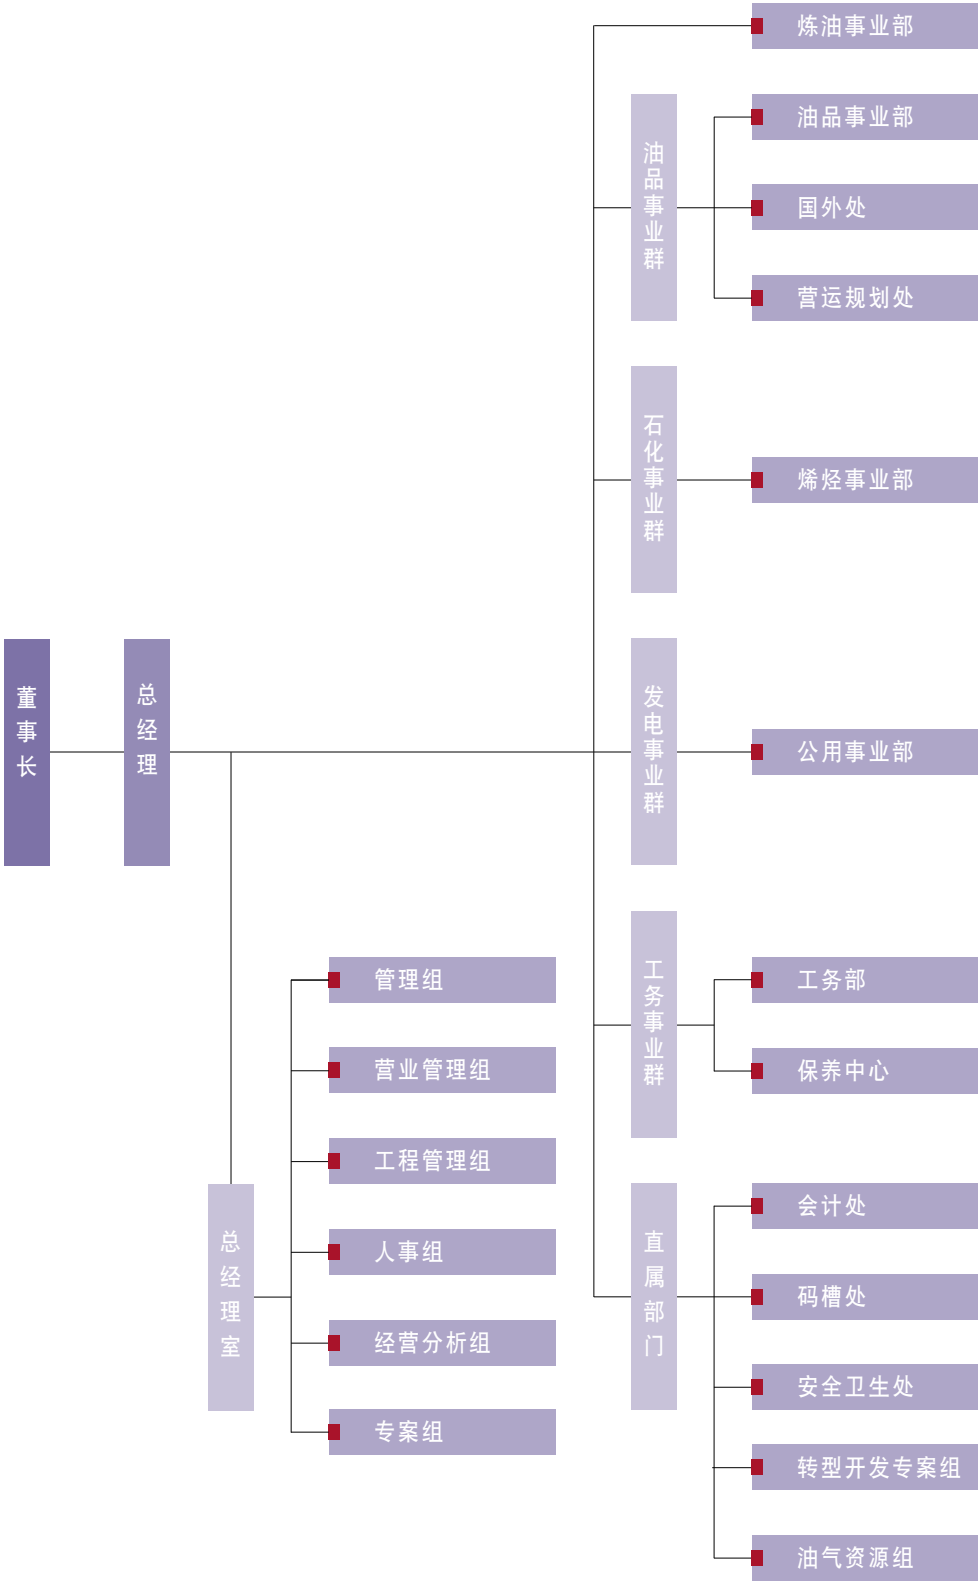 董事长
总经理
总经理室
管理组
营业管理组
工程管理组
人事组
经营分析组
专案组
炼油事业部
油品事业群
油品事业部
国外处
营运规划处
石化事业群
烯烃事业部
发电事业群
公用事业部
工务事业群
工务部
保养中心
直属部门
会计处
码槽处
安全卫生处
转型开发专案组
油气资源组